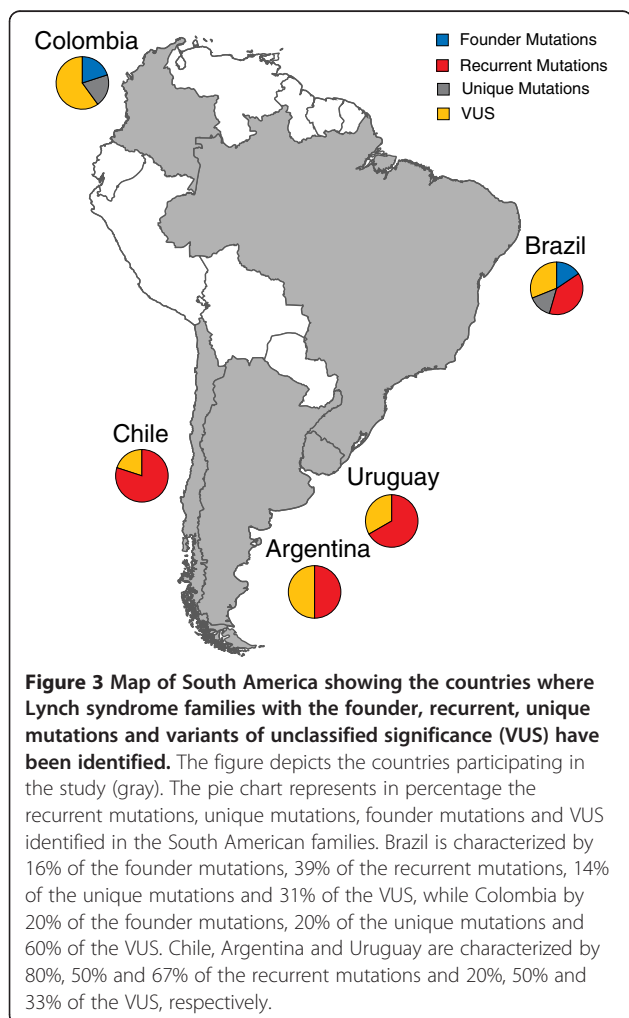 Colombia
Founder Mutations
Recurrent Mutations
Unique Mutations
VUS
Brazil
Chile
Uruguay
Argentina
Figure 3 Map of South America showing the countries where
Lynch syndrome families with the founder, recurrent, unique
mutations and variants of unclassified significance (VUS) have
been identified. The figure depicts the countries participating in
the study (gray). The pie chart represents in percentage the
recurrent mutations, unique mutations, founder mutations and VUS
identified in the South American families. Brazil is characterized by
16% of the founder mutations, 39% of the recurrent mutations, 14%
of the unique mutations and 31% of the VUS, while Colombia by
20% of the founder mutations, 20% of the unique mutations and
60% of the VUS. Chile, Argentina and Uruguay are characterized by
80%, 50% and 67% of the recurrent mutations and 20%, 50% and
33% of the VUS, respectively.